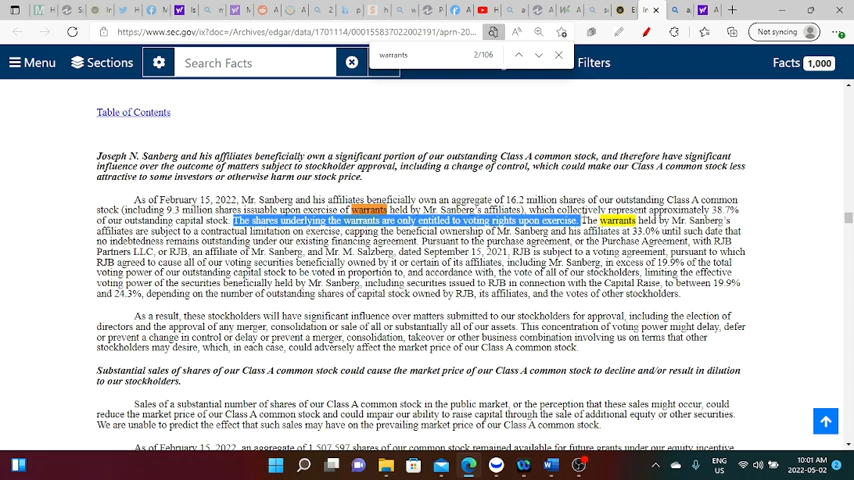 https://www.sec.gov/ix?doc=/Archives/edgar/data/1701114/000155837022002191/aprn-20...
Not syncing
warrants
2/106
Menu
Sections
Search Facts
Filters
Facts 1,000
Table of Contents
Joseph N. Sanberg and his affiliates beneficially own a significant portion of our outstanding Class A common stock, and therefore have significant
influence over the outcome of matters subject to stockholder approval, including a change of control, which could make our Class A common stock less
attractive to some investors or otherwise harm our stock price.
As of February 15, 2022, Mr. Sanberg and his affiliates beneficially own an aggregate of 16.2 million shares of our outstanding Class A common
stock (including 9.3 million shares issuable upon exercise of warrants held by Mr. Sanberg's affiliates), which collectively represent approximately 38.7%
of our outstanding capital stock. The shares underlying the warrants are only entitled to voting rights upon exercise. The warrants held by Mr. Sanberg's
affiliates are subject to a contractual limitation on exercise, capping the beneficial ownership of Mr. Sanberg and his affiliates at 33.0% until such date that
no indebtedness remains outstanding under our existing financing agreement. Pursuant to the purchase agreement, or the Purchase Agreement, with RJB
Partners LLC, or RJB, an affiliate of Mr. Sanberg, and Mr. M. Salzberg, dated September 15, 2021, RJB is subject to a voting agreement, pursuant to which
RJB agreed to cause all of our voting securities beneficially owned by it or certain of its affiliates, including Mr. Sanberg, in excess of 19.9% of the total
voting power of our outstanding capital stock to be voted in proportion to, and accordance with, the vote of all of our stockholders, limiting the effective
voting power of the securities beneficially held by Mr. Sanberg, including securities issued to RJB in connection with the Capital Raise, to between 19.9%
and 24.3%, depending on the number of outstanding shares of capital stock owned by RJB, its affiliates, and the votes of other stockholders.
As a result, these stockholders will have significant influence over matters submitted to our stockholders for approval, including the election of
directors and the approval of any merger, consolidation or sale of all or substantially all of our assets. This concentration of voting power might delay, defer
or prevent a change in control or delay or prevent a merger, consolidation, takeover or other business combination involving us on terms that other
stockholders may desire, which, in each case, could adversely affect the market price of our Class A common stock.
Substantial sales of shares of our Class A common stock could cause the market price of our Class A common stock to decline and/or result in dilution
to our stockholders.
Sales of a substantial number of shares of our Class A common stock in the public market, or the perception that these sales might occur, could
reduce the market price of our Class A common stock and could impair our ability to raise capital through the sale of additional equity or other securities.
We are unable to predict the effect that such sales may have on the prevailing market price of our Class A common stock.
As of February 15, 2022, an aggregate of 1,507,597 shares of our common stock remained available for future grants under our equity incentive
ENG
US
10:01 AM
2022-05-02